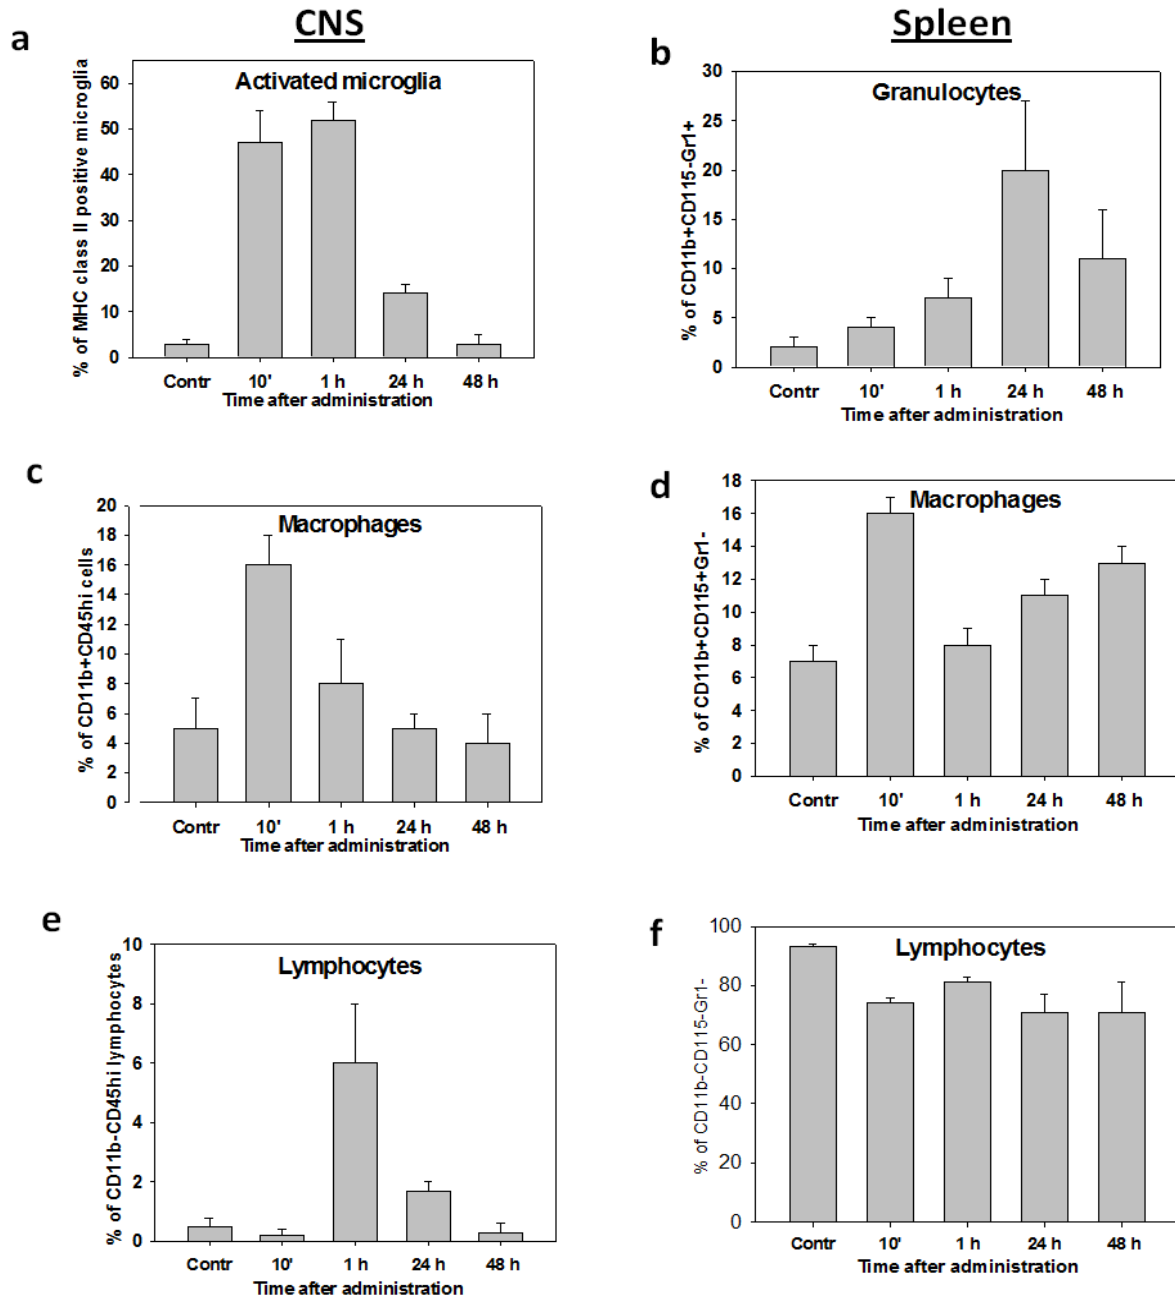 CNS
Spleen
a
Activated microglia
% of MHC class II positive microglia
60
50
40
30
20
10
0
Contr 10' 1 h 24 h 48 h
Time after administration
b
Granulocytes
% of CD11b+CD115-Gr1+
30
25
20
15
10
5
0
Contr 10' 1 h 24 h 48 h
Time after administration
c
Macrophages
% of CD11b+CD45hi cells
20
18
16
14
12
10
8
6
4
2
0
Contr 10' 1 h 24 h 48 h
Time after administration
d
Macrophages
% of CD11b+CD115+Gr1-
18
16
14
12
10
8
6
4
2
0
Contr 10' 1 h 24 h 48 h
Time after administration
e
Lymphocytes
% of CD11b-CD45hi lymphocytes
10
8
6
4
2
0
Contr 10' 1 h 24 h 48 h
Time after administration
f
Lymphocytes
% of CD11b-CD115-Gr1-
100
80
60
40
20
0
Contr 10' 1 h 24 h 48 h
Time after administration